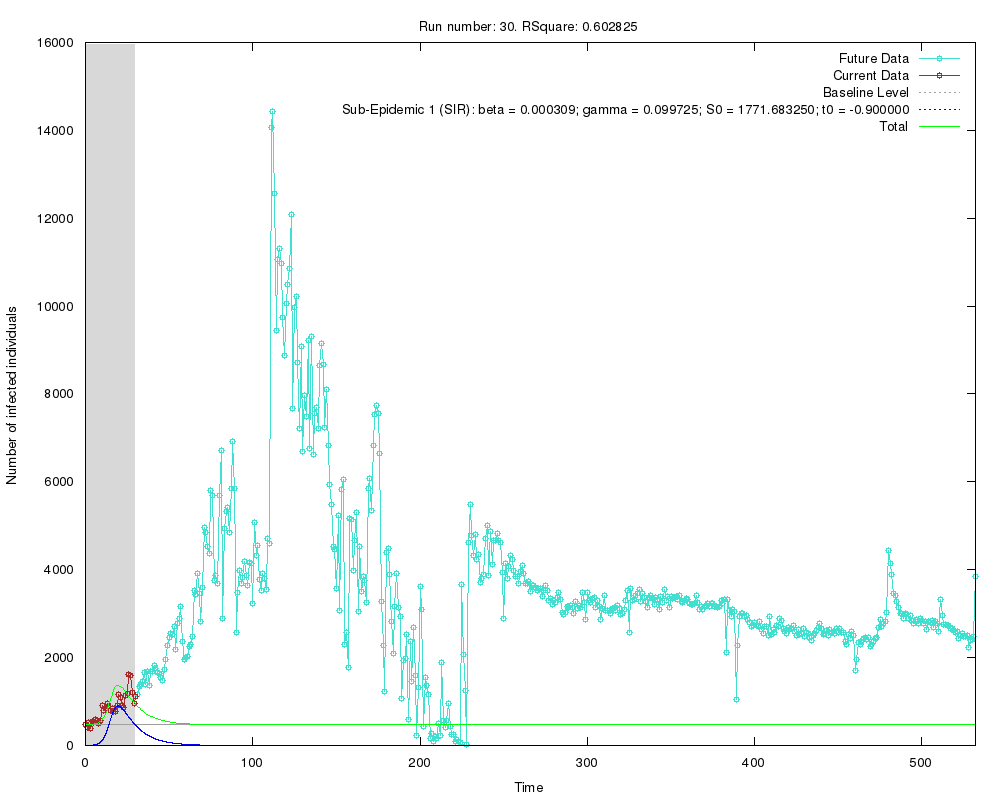 Run number: 30. RSquare: 0.602825
16000
14000
12000
10000
8000
6000
4000
2000
0
Number of infected individuals
Future Data
Current Data
Baseline Level
Sub-Epidemic 1 (SIR): beta = 0.000309; gamma = 0.099725; S0 = 1771.683250; t0 = -0.900000
Total
0 100 200 300 400 500
Time